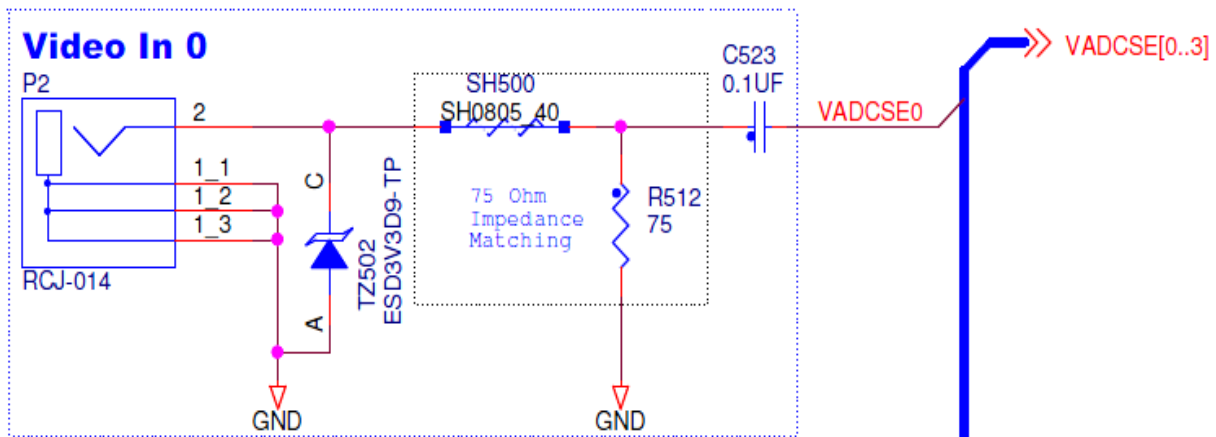 Video In 0
P2
2
1_1
1_2
1_3
RCJ-014
C
A
TZ502
ESD3V3D9-TP
GND
SH500
SH0805_40
75 Ohm
Impedance
Matching
R512
75
GND
C523
0.1UF
VADCSE0
VADCSE[0..3]